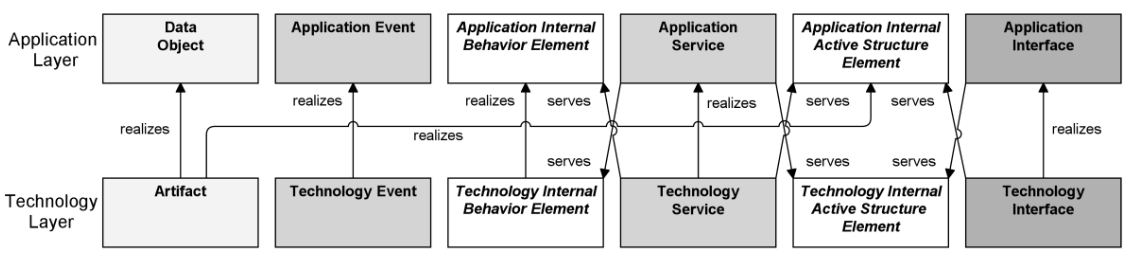 Application
Layer
Data
Object
Application Event
Application Internal
Behavior Element
Application
Service
Application Internal
Active Structure
Element
Application
Interface
realizes
realizes
realizes
serves
realizes
serves
serves
realizes
realizes
realizes
serves
serves
serves
Technology
Layer
Artifact
Technology Event
Technology Internal
Behavior Element
Technology
Service
Technology Internal
Active Structure
Element
Technology
Interface